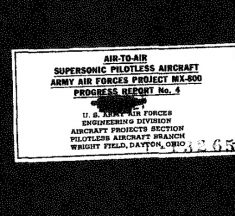 AIR-TO-AIR
SUPERSONIC PILOTLESS AIRCRAFT
ARMY AIR FORCES PROJECT MX-800
PROGRESS REPORT No. 4
U. S. ARMY AIR FORCES
ENGINEERING DIVISION
AIRCRAFT PROJECTS SECTION
PILOTLESS AIRCRAFT BRANCH
WRIGHT FIELD, DAYTON, OHIO